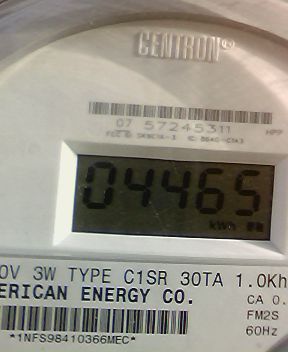 CENTRON®
07 57245311 HPP
04465
kWh
0V 3W TYPE C1SR 30TA 1.0Kh
ERICAN ENERGY CO. CA 0.
FM2S
*1NFS98410366MEC* 60Hz